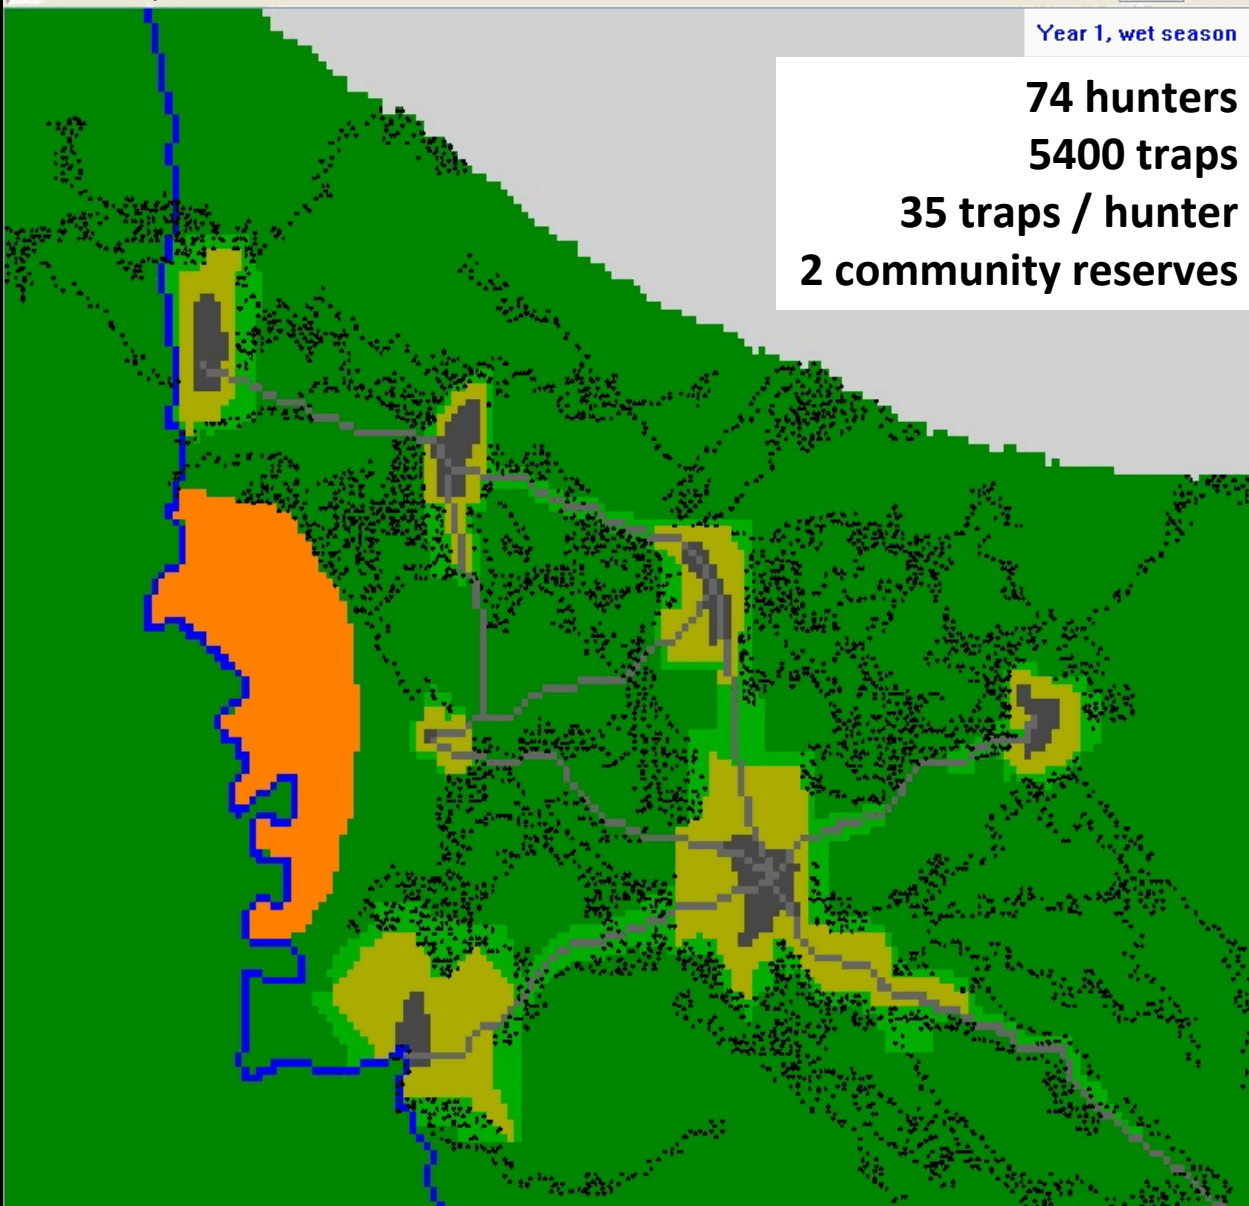 Year 1, wet season
74 hunters
5400 traps
35 traps / hunter
2 community reserves